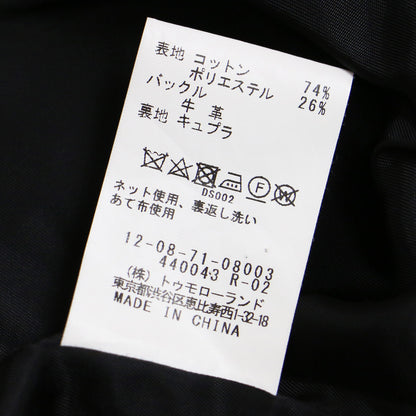 表地 コットン 74%
ポリエステル 26%
バックル
牛 革
裏地 キュプラ
DS002
ネット使用、裏返し洗い
あて布使用
12-08-71-08003
440043 R-02
(株) トゥモローランド
東京都渋谷区恵比寿西1-32-18
MADE IN CHINA